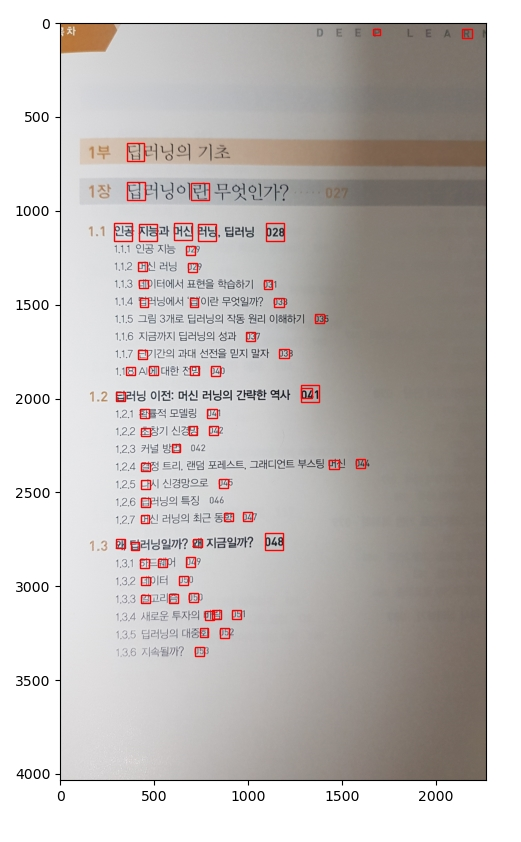 차
D E E P L E A R N
1부 딥러닝의 기초
1장 딥러닝이란 무엇인가? ····· 027
1.1 인공 지능과 머신 러닝, 딥러닝 028
1.1.1 인공 지능 029
1.1.2 머신 러닝 029
1.1.3 데이터에서 표현을 학습하기 031
1.1.4 딥러닝에서 '딥'이란 무엇일까? 033
1.1.5 그림 3개로 딥러닝의 작동 원리 이해하기 035
1.1.6 지금까지 딥러닝의 성과 037
1.1.7 단기간의 과대 선전을 믿지 말자 038
1.1.8 AI에 대한 전망 040
1.2 딥러닝 이전: 머신 러닝의 간략한 역사 041
1.2.1 확률적 모델링 041
1.2.2 초창기 신경망 042
1.2.3 커널 방법 042
1.2.4 결정 트리, 랜덤 포레스트, 그래디언트 부스팅 머신 044
1.2.5 다시 신경망으로 045
1.2.6 딥러닝의 특징 046
1.2.7 머신 러닝의 최근 동향 047
1.3 왜 딥러닝일까? 왜 지금일까? 048
1.3.1 하드웨어 049
1.3.2 데이터 050
1.3.3 알고리즘 050
1.3.4 새로운 투자의 바람 051
1.3.5 딥러닝의 대중화 052
1.3.6 지속될까? 053
0
500
1000
1500
2000
2500
3000
3500
4000
0 500 1000 1500 2000